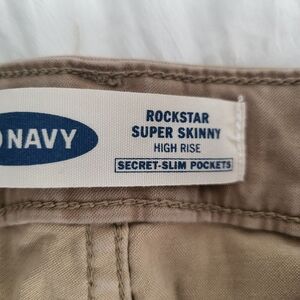 NAVY
ROCKSTAR
SUPER SKINNY
HIGH RISE
SECRET-SLIM POCKETS